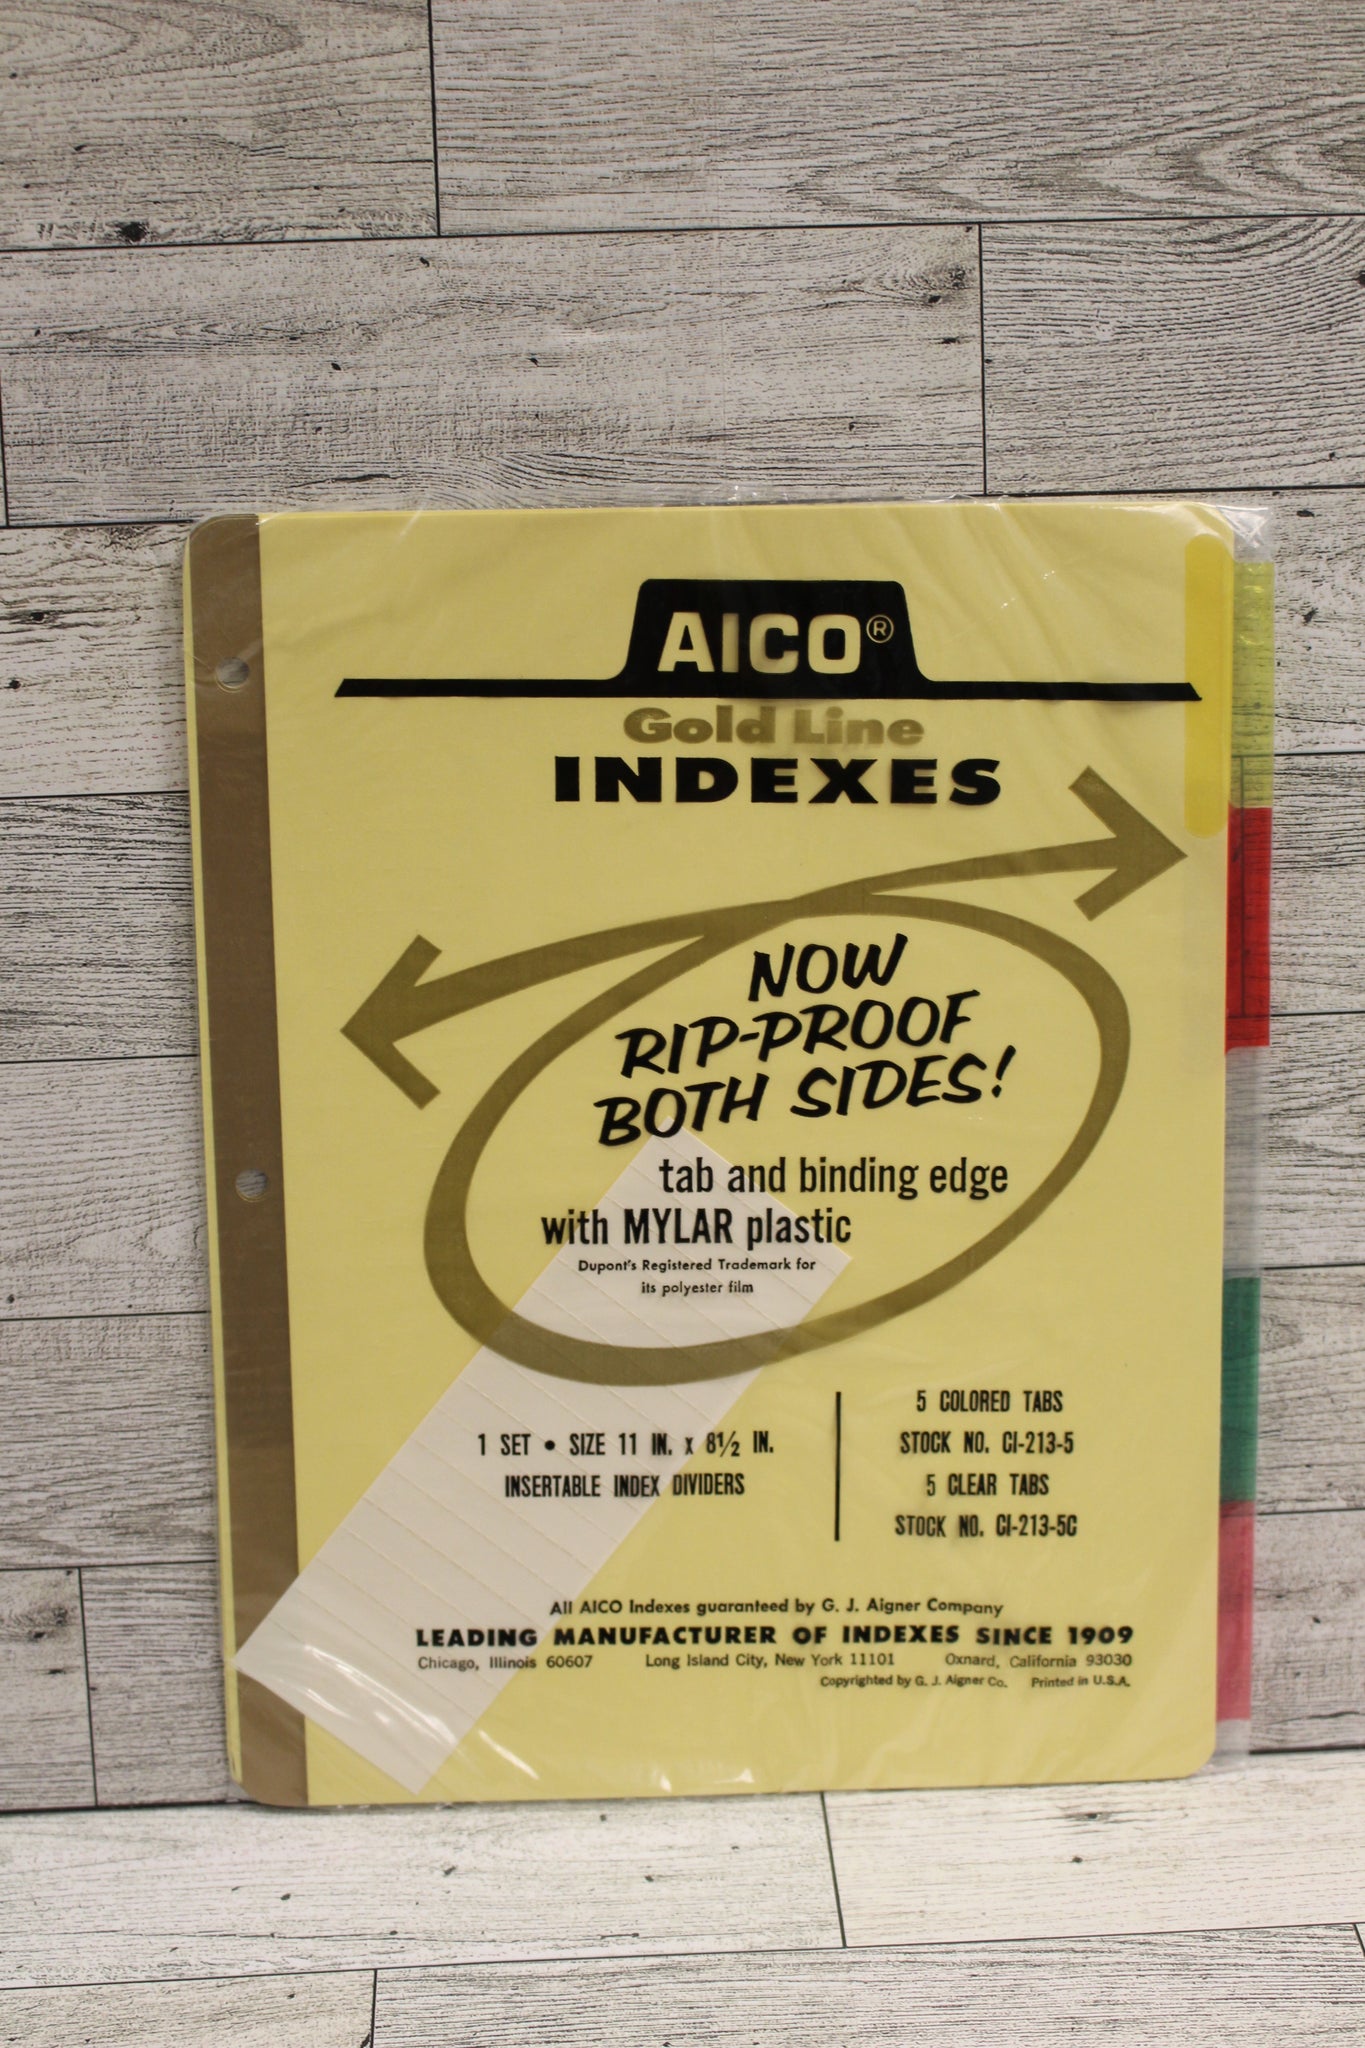 AICO®
Gold Line
INDEXES
NOW
RIP-PROOF
BOTH SIDES!
tab and binding edge
with MYLAR plastic
Dupont's Registered Trademark for
its polyester film
1 SET • SIZE 11 IN. x 8½ IN.
INSERTABLE INDEX DIVIDERS
5 COLORED TABS
STOCK NO. CI-213-5
5 CLEAR TABS
STOCK NO. CI-213-5C
All AICO Indexes guaranteed by G. J. Aigner Company
LEADING MANUFACTURER OF INDEXES SINCE 1909
Chicago, Illinois 60607 Long Island City, New York 11101 Oxnard, California 93030
Copyrighted by G. J. Aigner Co. Printed in U.S.A.